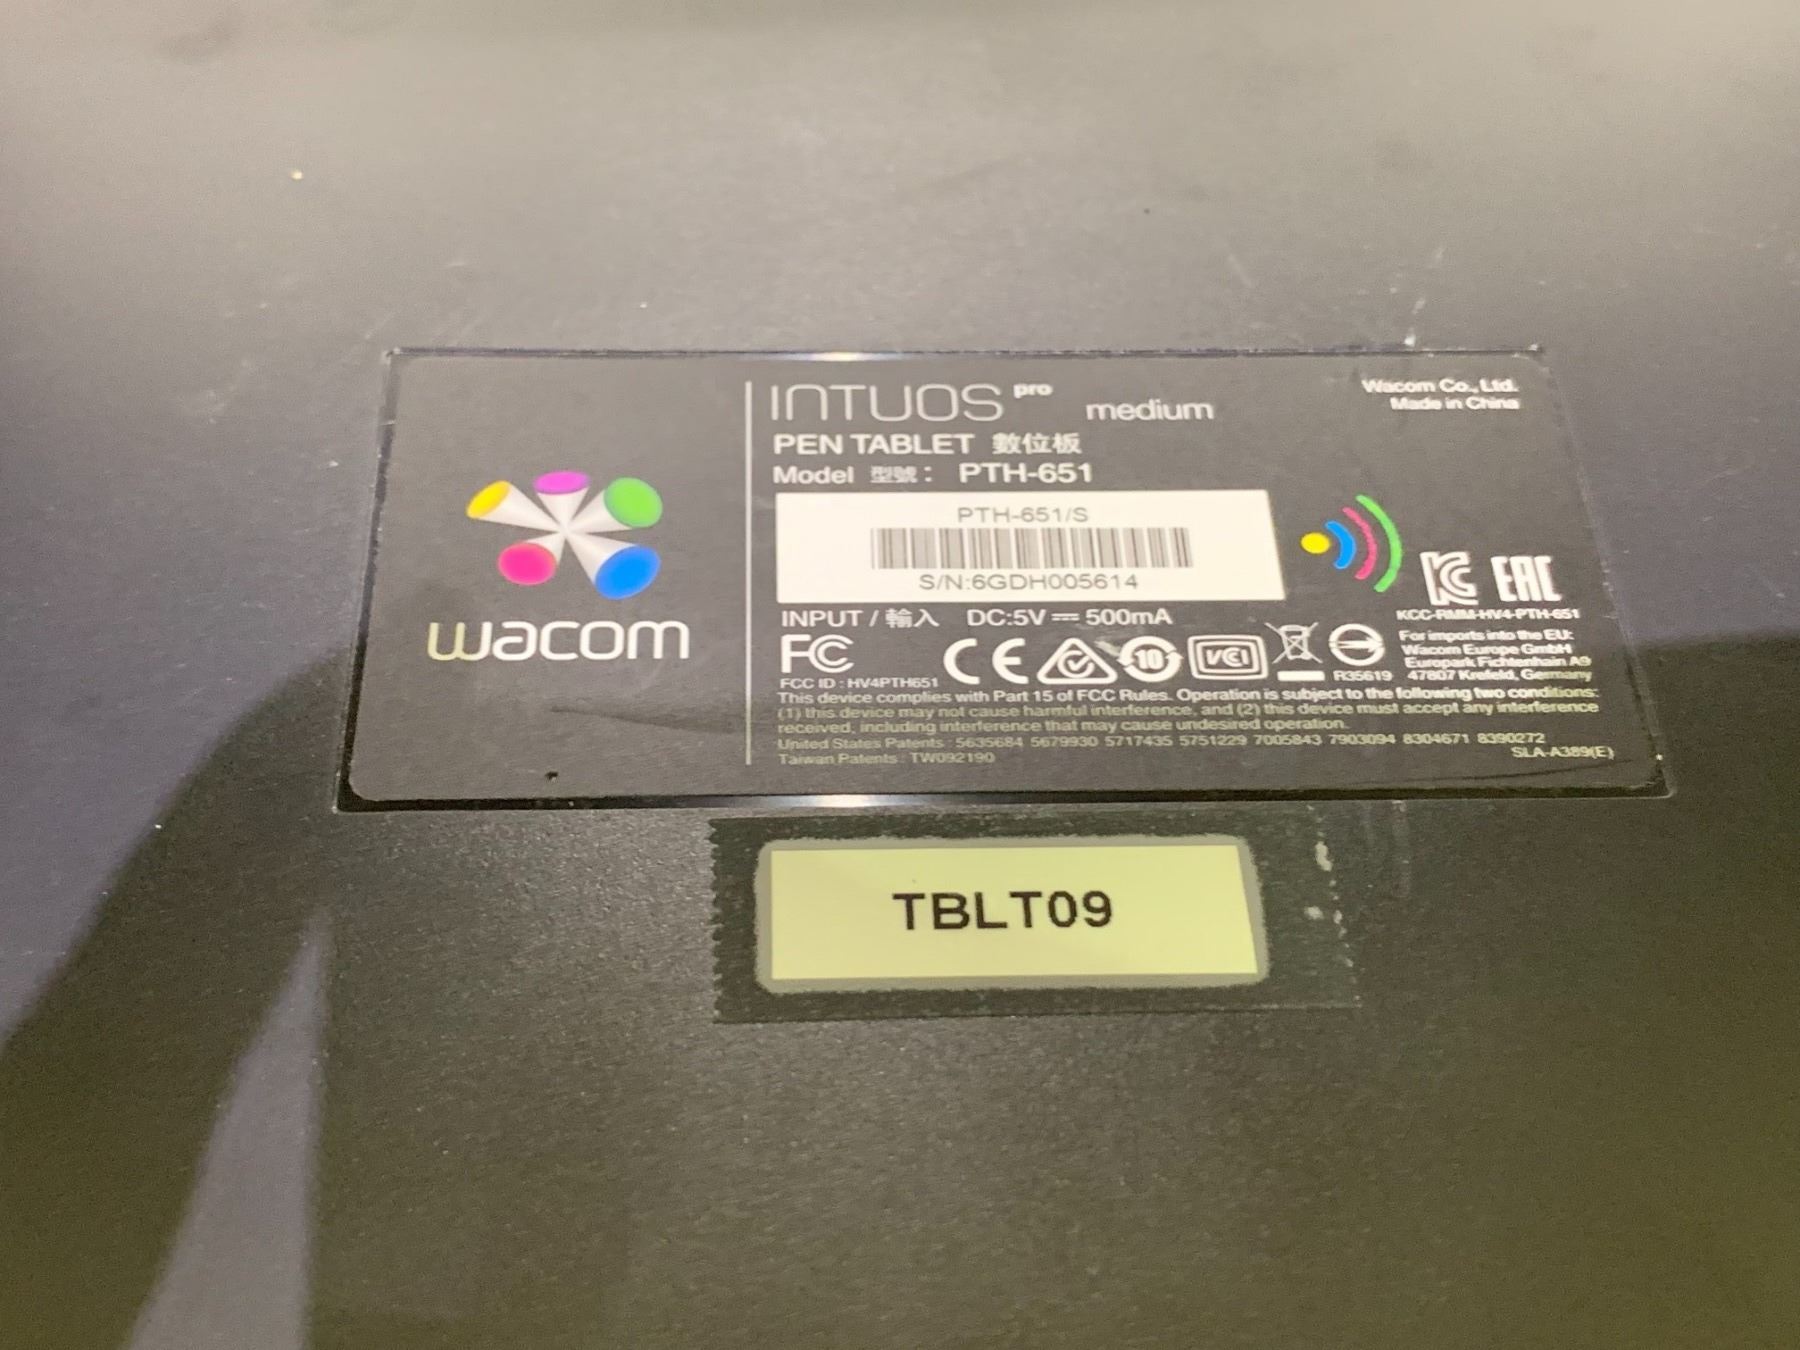 wacom
INTUOS pro medium
Wacom Co., Ltd.
Made in China
PEN TABLET 數位板
Model 型號： PTH-651
PTH-651/S
S/N:6GDH005614
INPUT / 輸入 DC:5V ⎓ 500mA
KC EAC
KCC-RMM-HV4-PTH-651
FC CE 10 VCI
FCC ID : HV4PTH651
R35619
For imports into the EU:
Wacom Europe GmbH
Europark Fichtenhain A9
47807 Krefeld, Germany
This device complies with Part 15 of FCC Rules. Operation is subject to the following two conditions:
(1) this device may not cause harmful interference, and (2) this device must accept any interference
received, including interference that may cause undesired operation.
United States Patents : 5635684 5679930 5717435 5751229 7005843 7903094 8304671 8390272
Taiwan Patents : TW092190
SLA-A389(E)
TBLT09